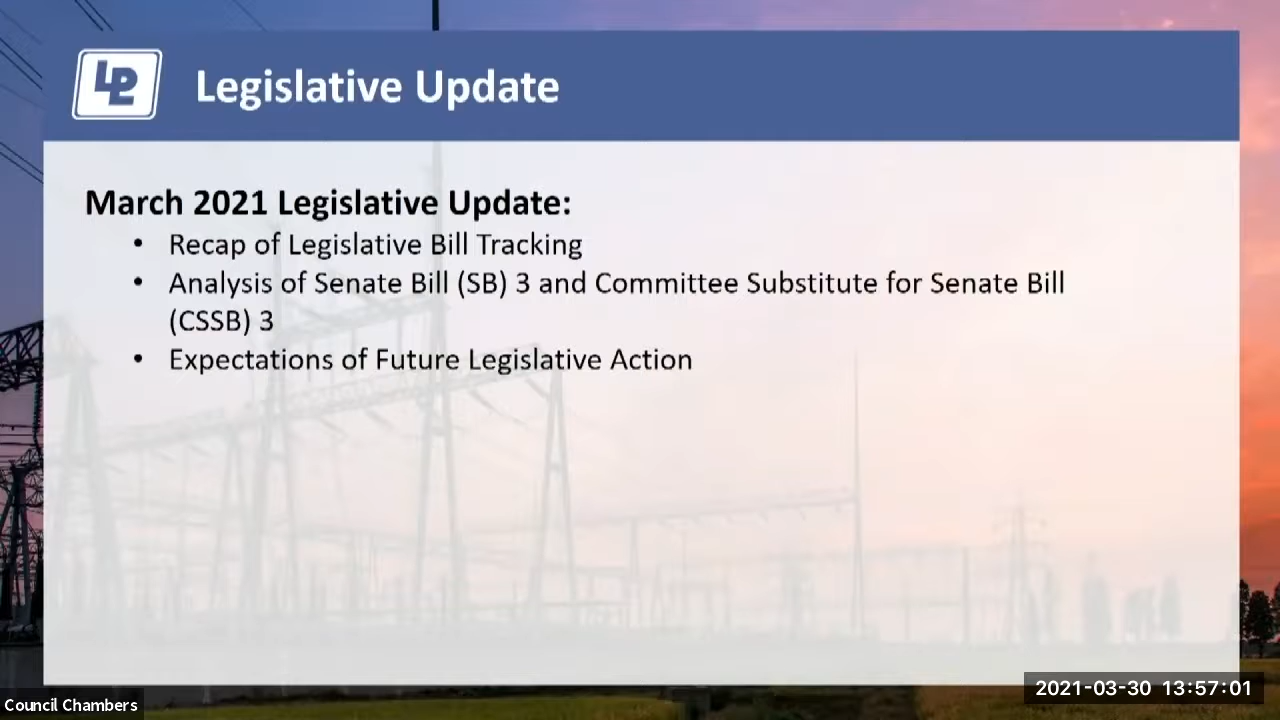 LP&L
Legislative Update
March 2021 Legislative Update:
• Recap of Legislative Bill Tracking
• Analysis of Senate Bill (SB) 3 and Committee Substitute for Senate Bill
(CSSB) 3
• Expectations of Future Legislative Action
2021-03-30 13:57:01
Council Chambers